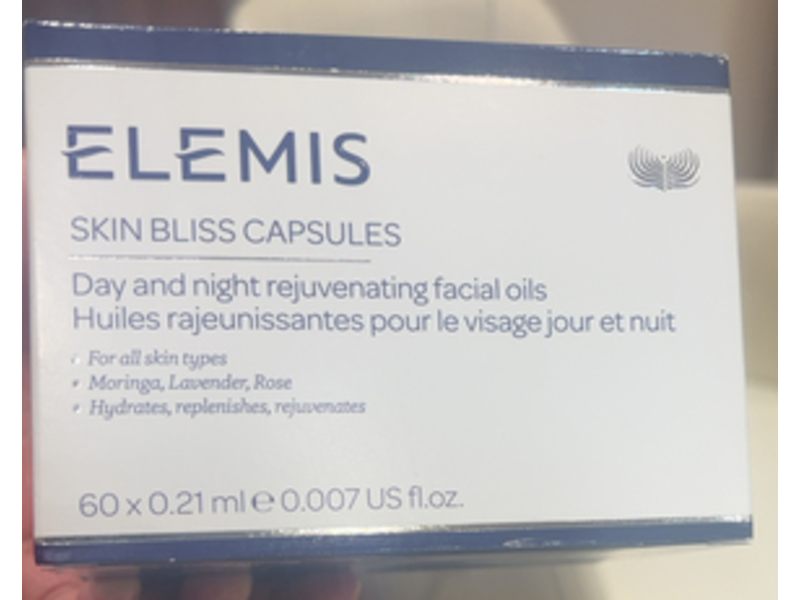 ELEMIS
SKIN BLISS CAPSULES
Day and night rejuvenating facial oils
Huiles rajeunissantes pour le visage jour et nuit
• For all skin types
• Moringa, Lavender, Rose
• Hydrates, replenishes, rejuvenates
60 x 0.21 ml ℮ 0.007 US fl.oz.